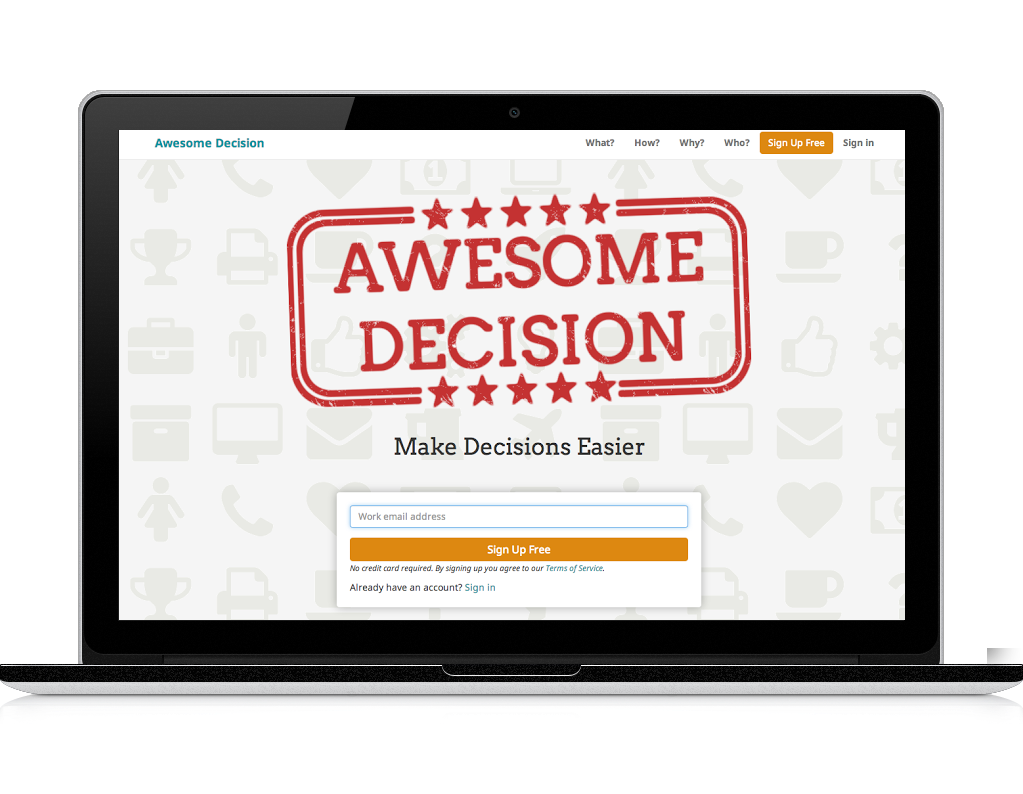 Awesome Decision
What?
How?
Why?
Who?
Sign Up Free
Sign in
1
AWESOME
DECISION
Make Decisions Easier
Work email address
Sign Up Free
No credit card required. By signing up you agree to our Terms of Service.
Already have an account? Sign in